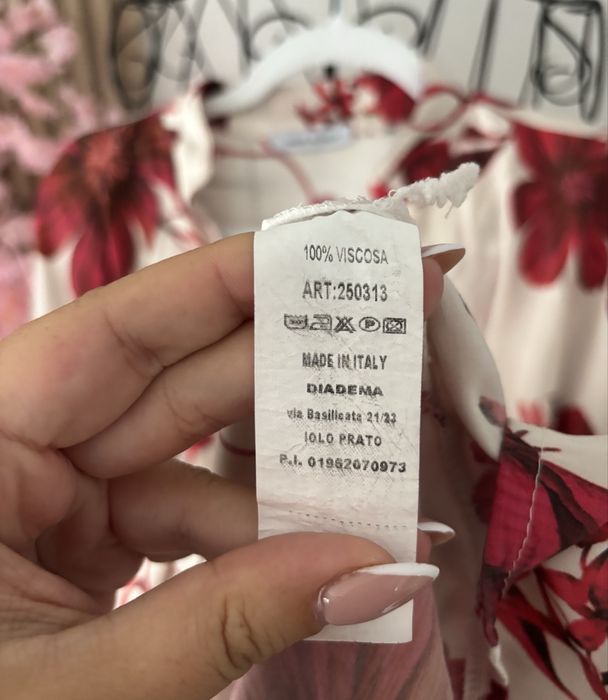 100% VISCOSA
ART:250313
MADE IN ITALY
DIADEMA
via Basilicata 21/23
IOLO PRATO
P.I. 01952070973